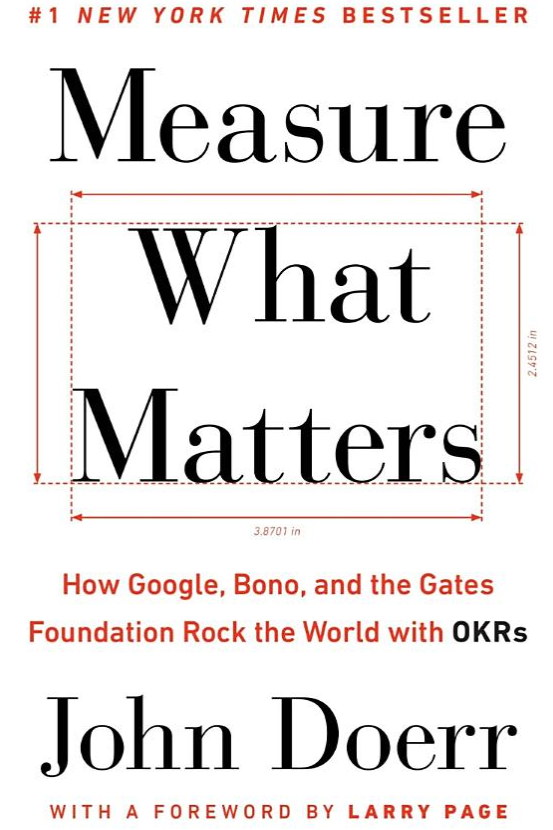 #1 NEW YORK TIMES BESTSELLER
Measure
What
Matters
2.4512 in
3.8701 in
How Google, Bono, and the Gates
Foundation Rock the World with OKRs
John Doerr
WITH A FOREWORD BY LARRY PAGE